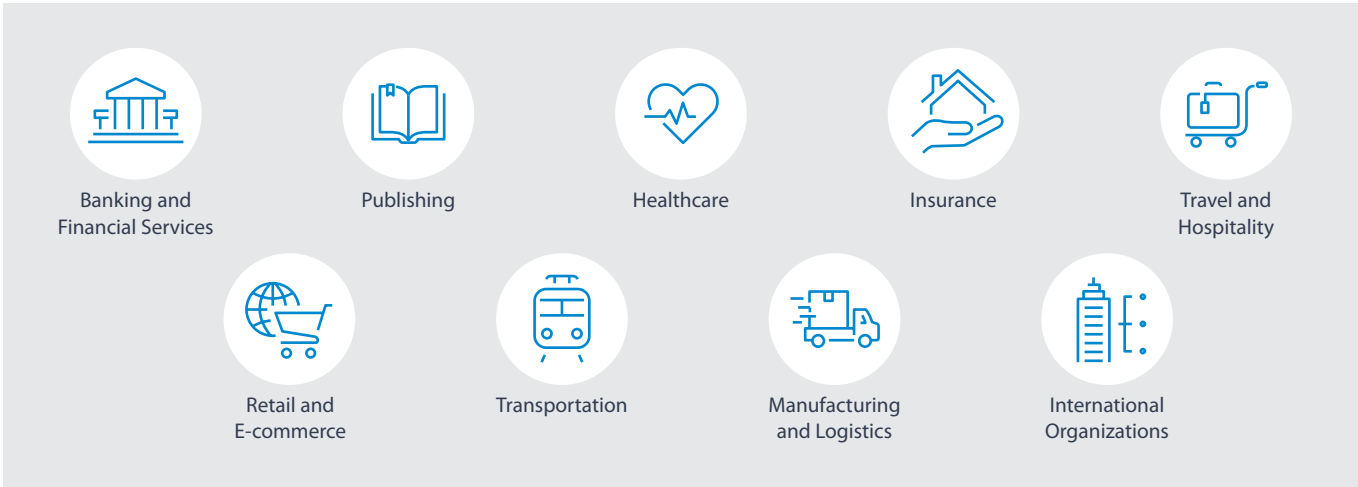 Banking and
Financial Services
Publishing
Healthcare
Insurance
Travel and
Hospitality
Retail and
E-commerce
Transportation
Manufacturing
and Logistics
International
Organizations